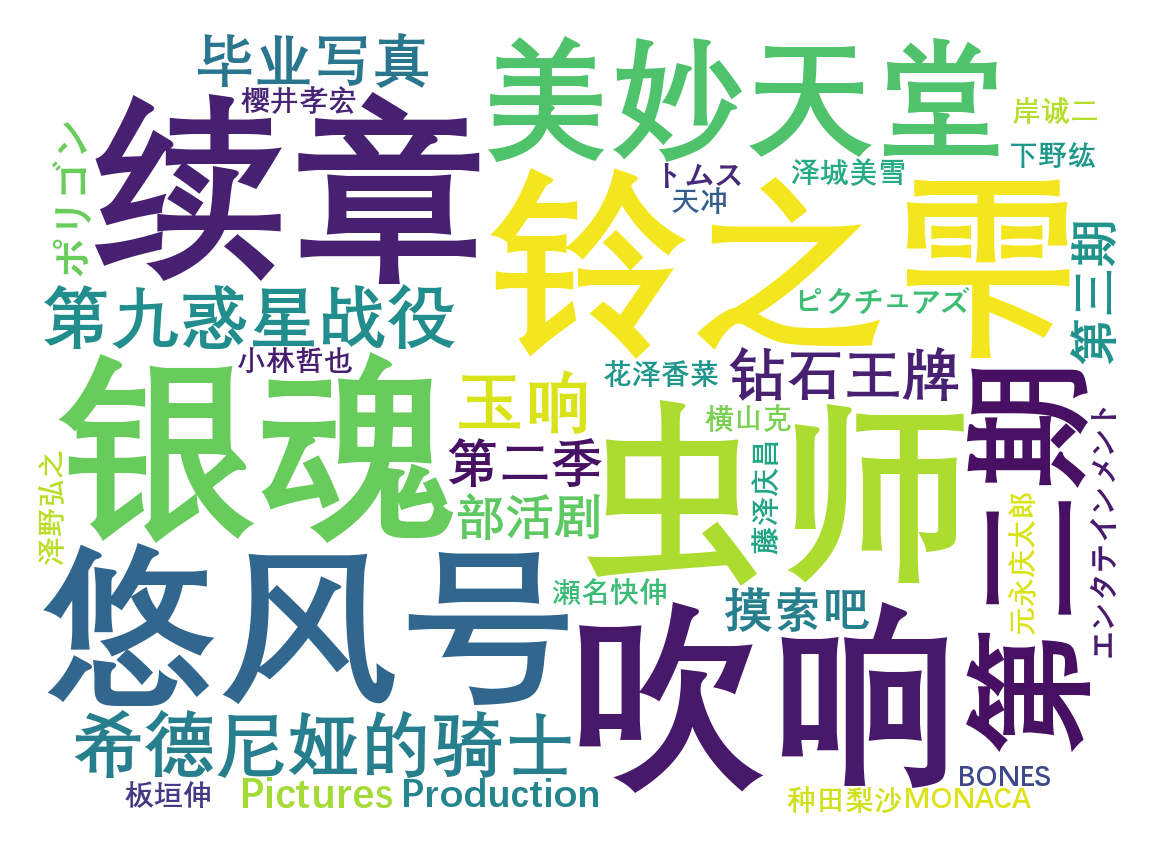 毕业写真
美妙天堂
樱井孝宏
续章
岸诚二
下野纮
トムス
泽城美雪
天冲
ポリゴン
铃之雫
第三期
第九惑星战役
ピクチュアズ
小林哲也
银魂
玉响
花泽香菜
钻石王牌
第二期
虫师
横山克
第二季
藤泽庆昌
エンタテインメント
泽野弘之
部活剧
元永庆太郎
悠风号
瀬名快伸
摸索吧
吹响
希德尼娅的骑士
板垣伸
Pictures
Production
BONES
种田梨沙
MONACA